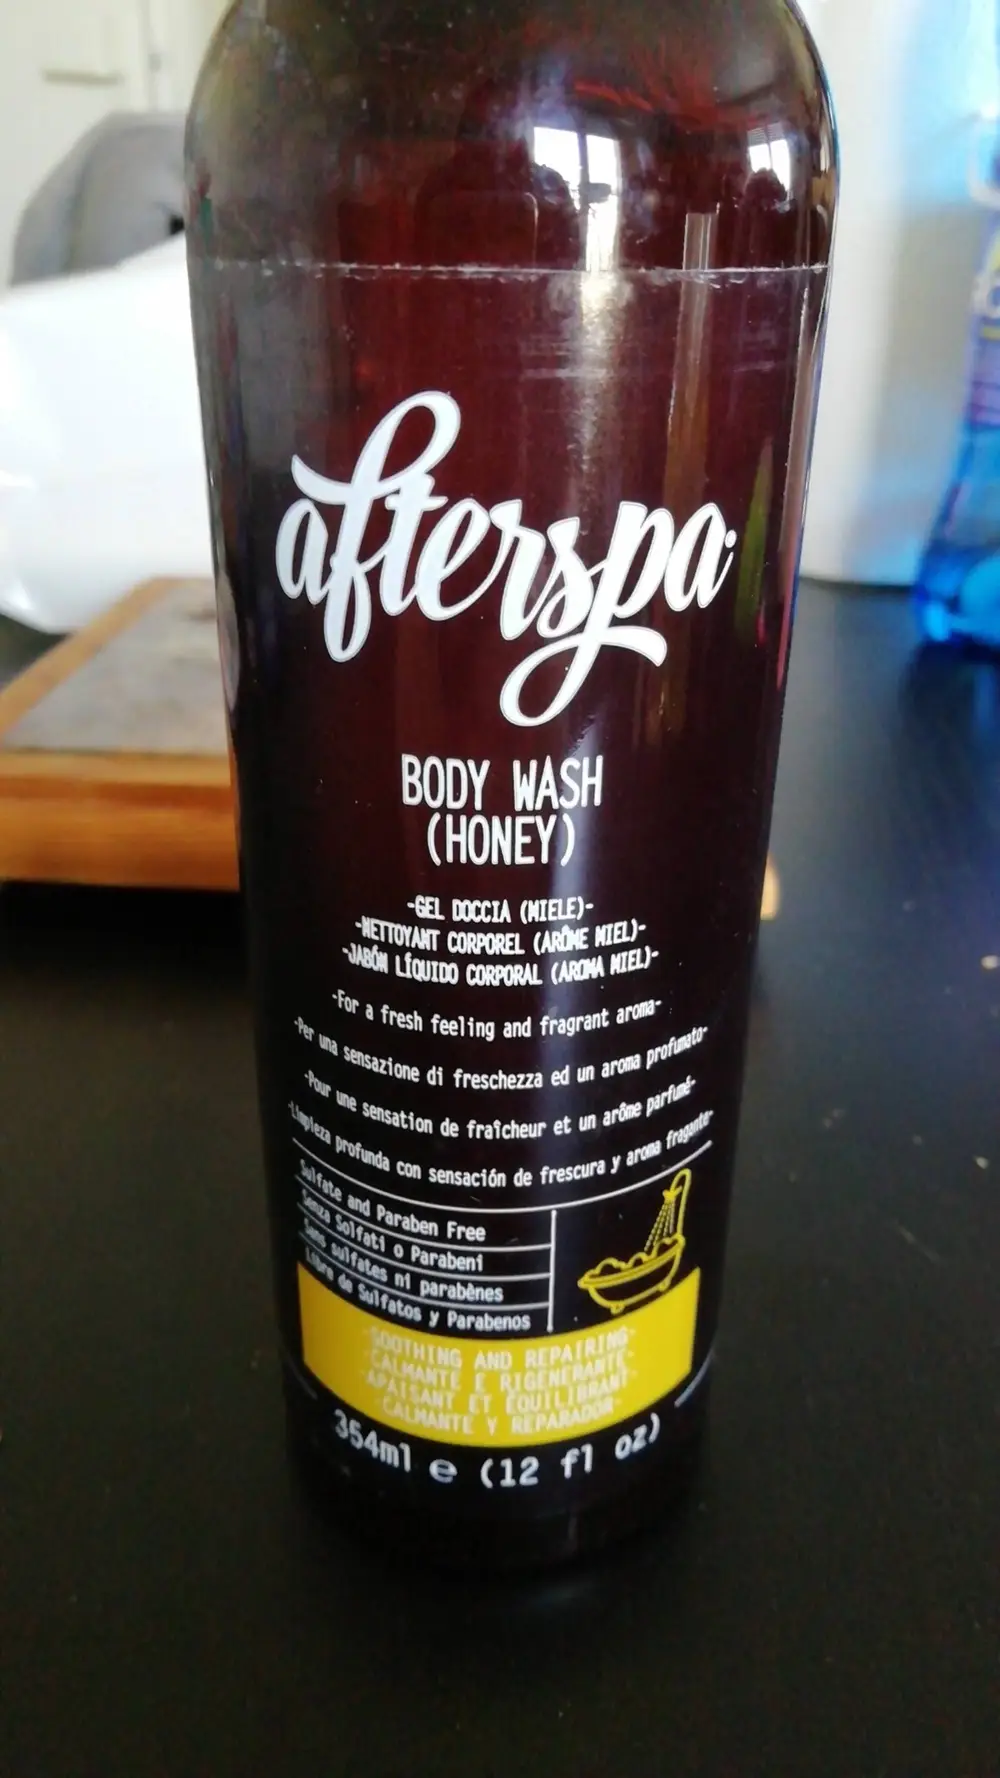 afterspa
BODY WASH
(HONEY)
-GEL DOCCIA (MIELE)-
-NETTOYANT CORPOREL (ARÔME MIEL)-
-JABÓN LÍQUIDO CORPORAL (AROMA MIEL)-
-For a fresh feeling and fragrant aroma-
-Per una sensazione di freschezza ed un aroma profumato-
-Pour une sensation de fraîcheur et un arôme parfumé-
-Limpieza profunda con sensación de frescura y aroma fragante-
Sulfate and Paraben Free
Senza Solfati o Parabeni
Sans sulfates ni parabènes
Libre de Sulfatos y Parabenos
-SOOTHING AND REPAIRING-
-CALMANTE E RIGENERANTE-
-APAISANT ET ÉQUILIBRANT-
-CALMANTE Y REPARADOR-
354ml e (12 fl oz)